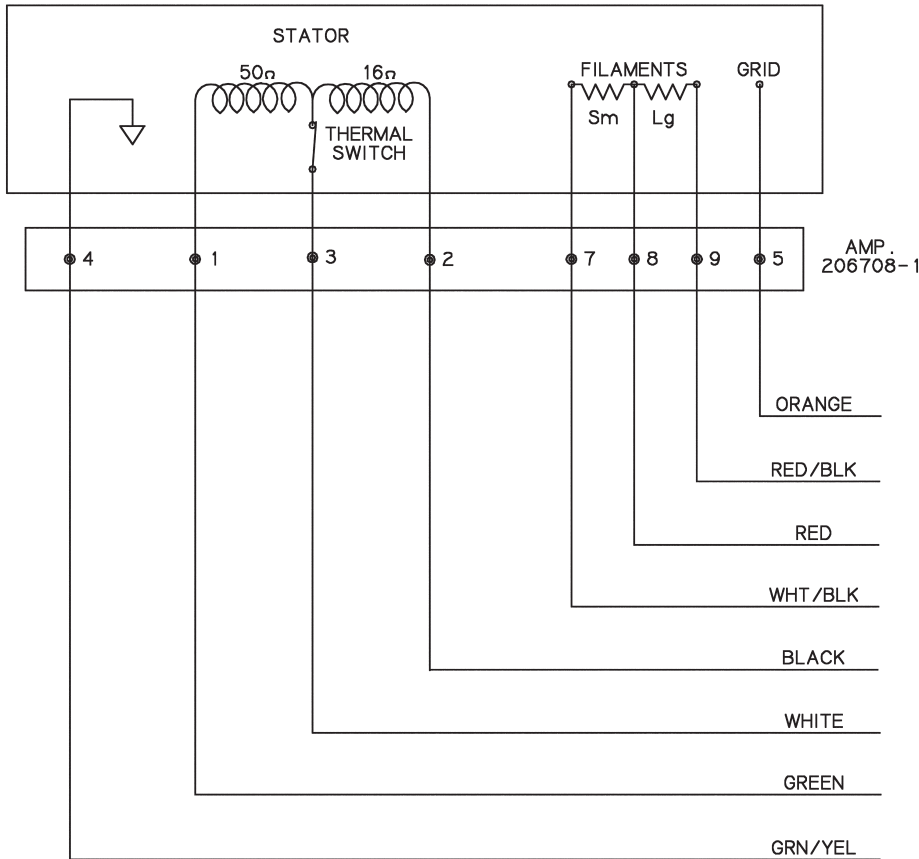 STATOR
50Ω 16Ω
FILAMENTS GRID
Sm Lg
THERMAL
SWITCH
4 1 3 2 7 8 9 5
AMP.
206708-1
ORANGE
RED/BLK
RED
WHT/BLK
BLACK
WHITE
GREEN
GRN/YEL